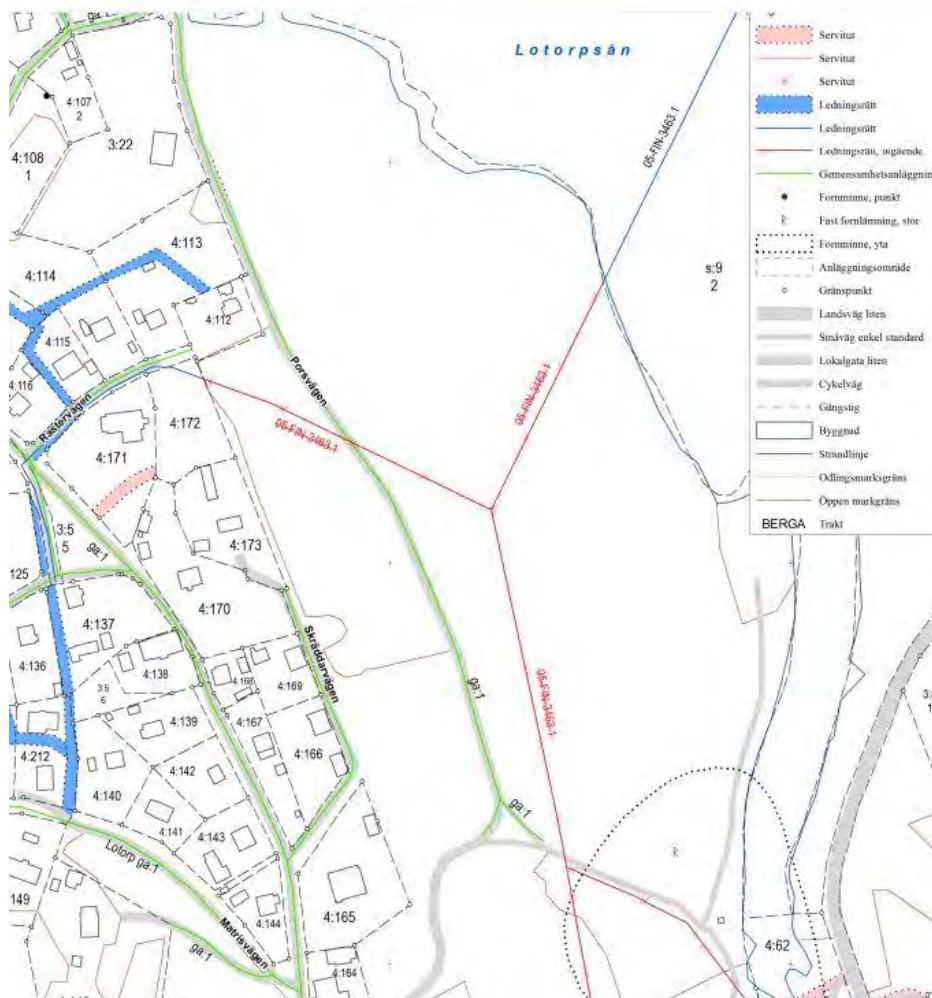 ga:1
Lotorpsån
Servitut
Servitut
Servitut
Ledningsrätt
Ledningsrätt
Ledningsrätt, utgående
Gemensamhetsanläggning
Fornminne, punkt
R Fast fornlämning, stor
Fornminne, yta
Anläggningsområde
Gränspunkt
Landsväg liten
Småväg enkel standard
Lokalgata liten
Cykelväg
Gångstig
Byggnad
Strandlinje
Odlingsmarksgräns
Öppen markgräns
BERGA Trakt
4:107
2
3:22
4:108
1
05-FIN-3463.1
4:113
4:114
s:9
2
4:112
4:115
4:116
Porsvägen
Rastervägen
05-FIN-3463.1
05-FIN-3463.1
4:172
4:171
3:5
5
ga:1
4:173
125
4:170
4:137
Skräddarvägen
4:136
4:138
3:5
6
4:168
4:169
ga:1
05-FIN-3463.1
4:139
4:167
4:166
4:212
4:142
4:140
4:141
4:143
ga:1
Lotorp ga:1
4:165
R
149
4:144
Matrisvägen
ga:1
4:164
4:62